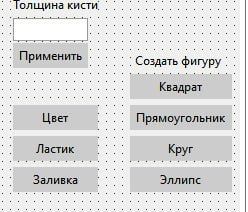 Толщина кисти
Применить
Создать фигуру
Квадрат
Цвет
Прямоугольник
Ластик
Круг
Заливка
Эллипс